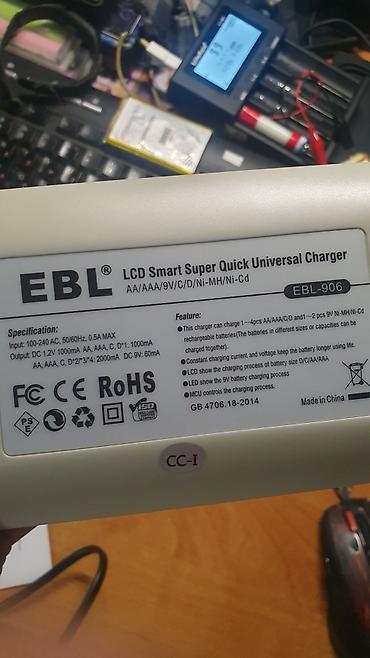 EBL® LCD Smart Super Quick Universal Charger
AA/AAA/9V/C/D/Ni-MH/Ni-Cd
EBL-906
Specification:
Input: 100-240 AC, 50/60Hz, 0.5A MAX
Output: DC 1.2V 1000mA AA, AAA, C, D*1: 1000mA
AA, AAA, C, D*2/*3*4: 2000mA DC 9V: 60mA
FC CE RoHS
PS
E
ISO
Feature:
●This charger can charge 1~4pcs AA/AAA/C/D and1~2 pcs 9V Ni-MH/Ni-Cd
rechargeable batteries(The batteries in different sizes or capacities can be
charged together).
●Constant charging current and voltage keep the battery longer using life.
●LCD show the charging process of battery size D/C/AA/AAA
●LED show the 9V battery charging process
●MCU controls the charging process.
GB 4706.18-2014
Made in China
CC-I